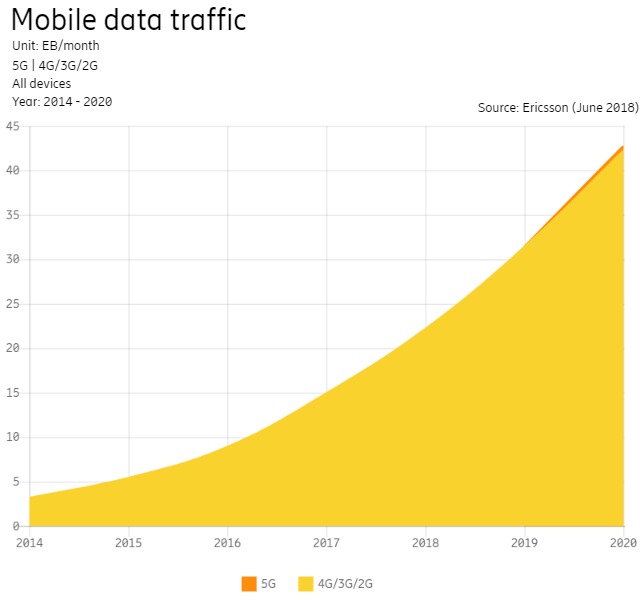 Mobile data traffic
Unit: EB/month
5G | 4G/3G/2G
All devices
Year: 2014 - 2020
Source: Ericsson (June 2018)
45
40
35
30
25
20
15
10
5
0
2014 2015 2016 2017 2018 2019 2020
5G 4G/3G/2G